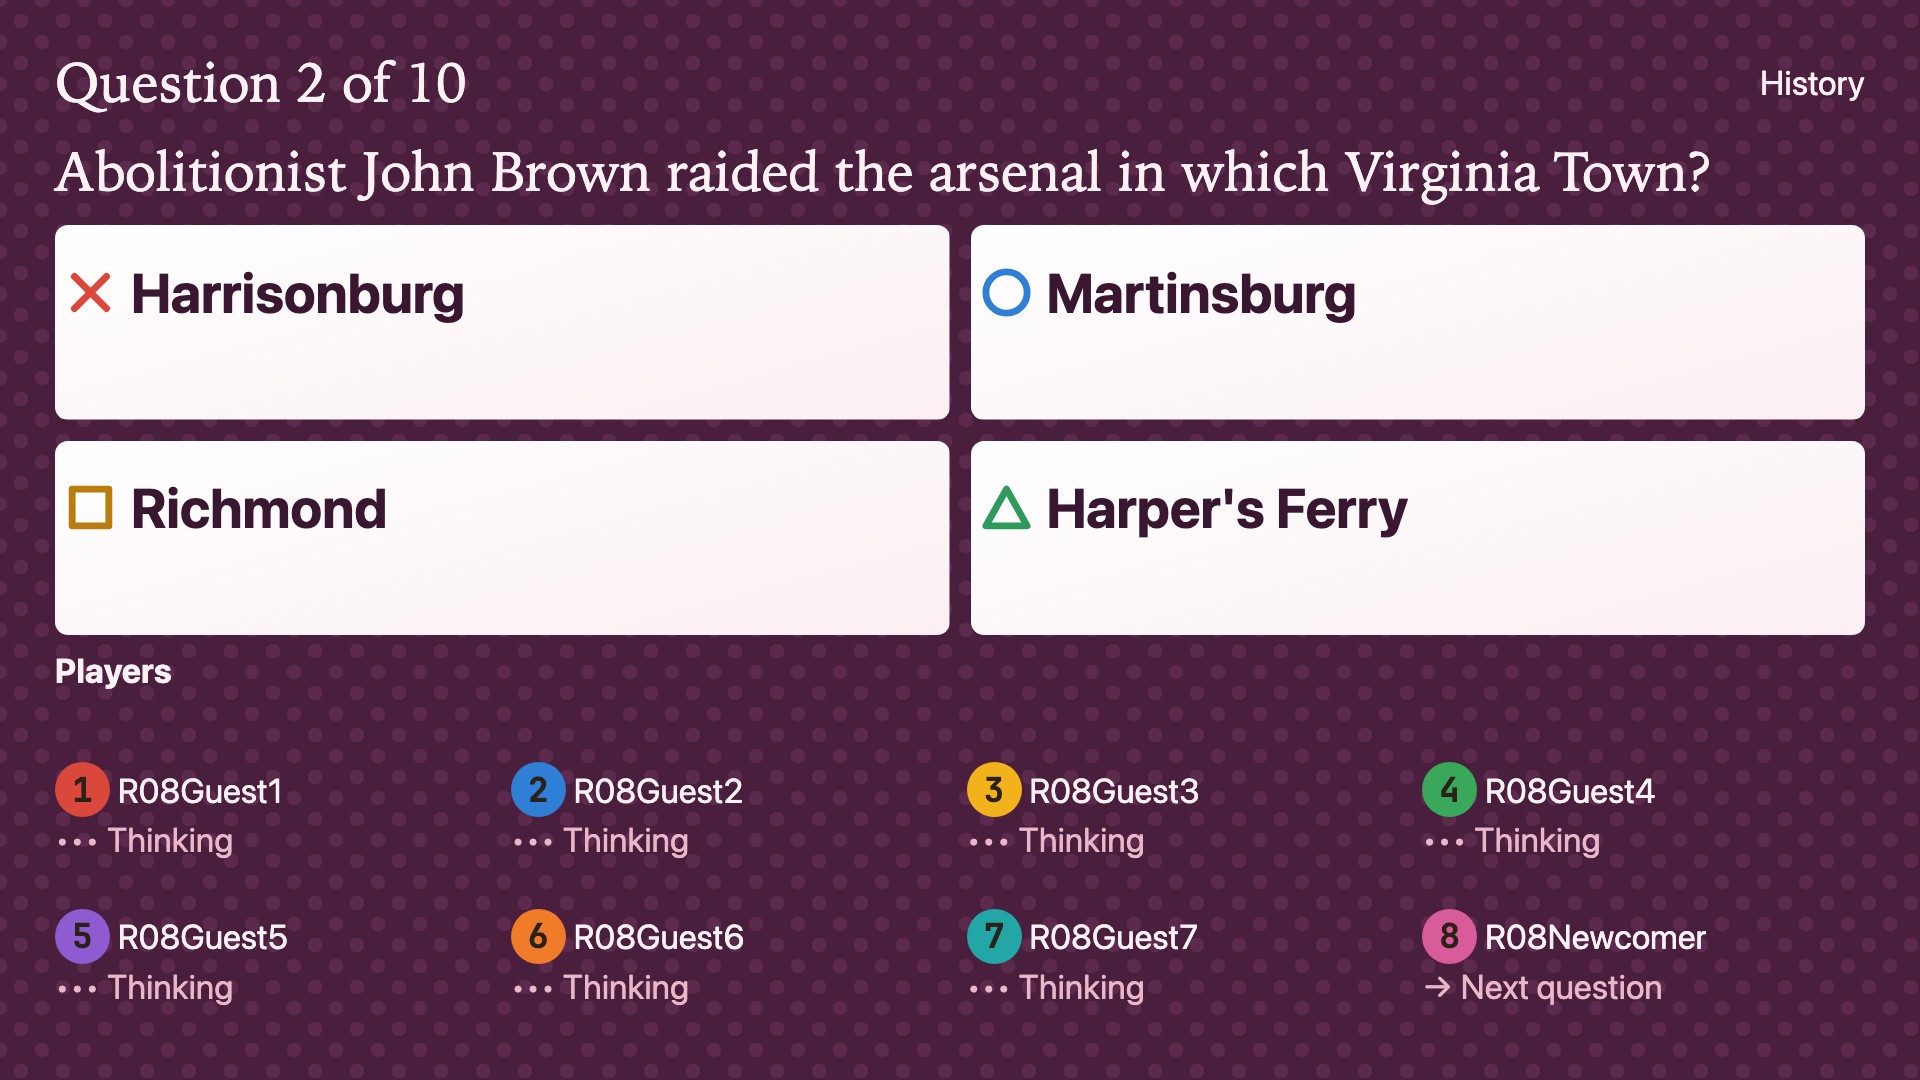 Question 2 of 10
History
Abolitionist John Brown raided the arsenal in which Virginia Town?
Harrisonburg
Martinsburg
Richmond
Harper's Ferry
Players
1 R08Guest1
... Thinking
2 R08Guest2
... Thinking
3 R08Guest3
... Thinking
4 R08Guest4
... Thinking
5 R08Guest5
... Thinking
6 R08Guest6
... Thinking
7 R08Guest7
... Thinking
8 R08Newcomer
→ Next question